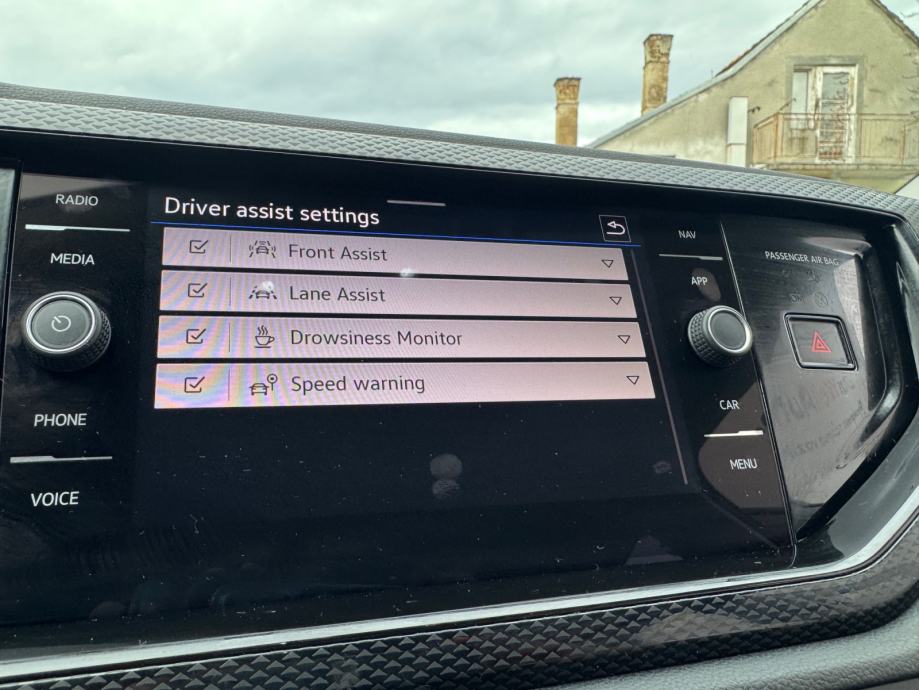 RADIO
MEDIA
PHONE
VOICE
Driver assist settings
Front Assist
Lane Assist
Drowsiness Monitor
Speed warning
NAV
APP
CAR
MENU
PASSENGER AIR BAG